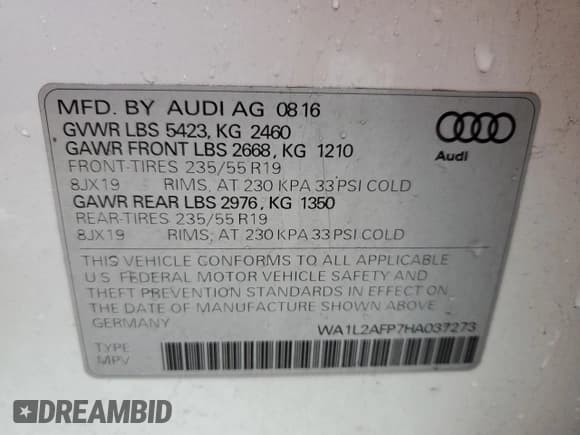 MFD. BY AUDI AG 08 16
GVWR LBS 5423, KG 2460
GAWR FRONT LBS 2668, KG 1210
FRONT-TIRES 235/55 R19
8JX19 RIMS, AT 230 KPA 33 PSI COLD
GAWR REAR LBS 2976, KG 1350
REAR-TIRES 235/55 R19
8JX19 RIMS, AT 230 KPA 33 PSI COLD
Audi
THIS VEHICLE CONFORMS TO ALL APPLICABLE
U.S. FEDERAL MOTOR VEHICLE SAFETY AND
THEFT PREVENTION STANDARDS IN EFFECT ON
THE DATE OF MANUFACTURE SHOWN ABOVE.
GERMANY
WA1L2AFP7HA037273
TYPE
MPV
DREAMBID